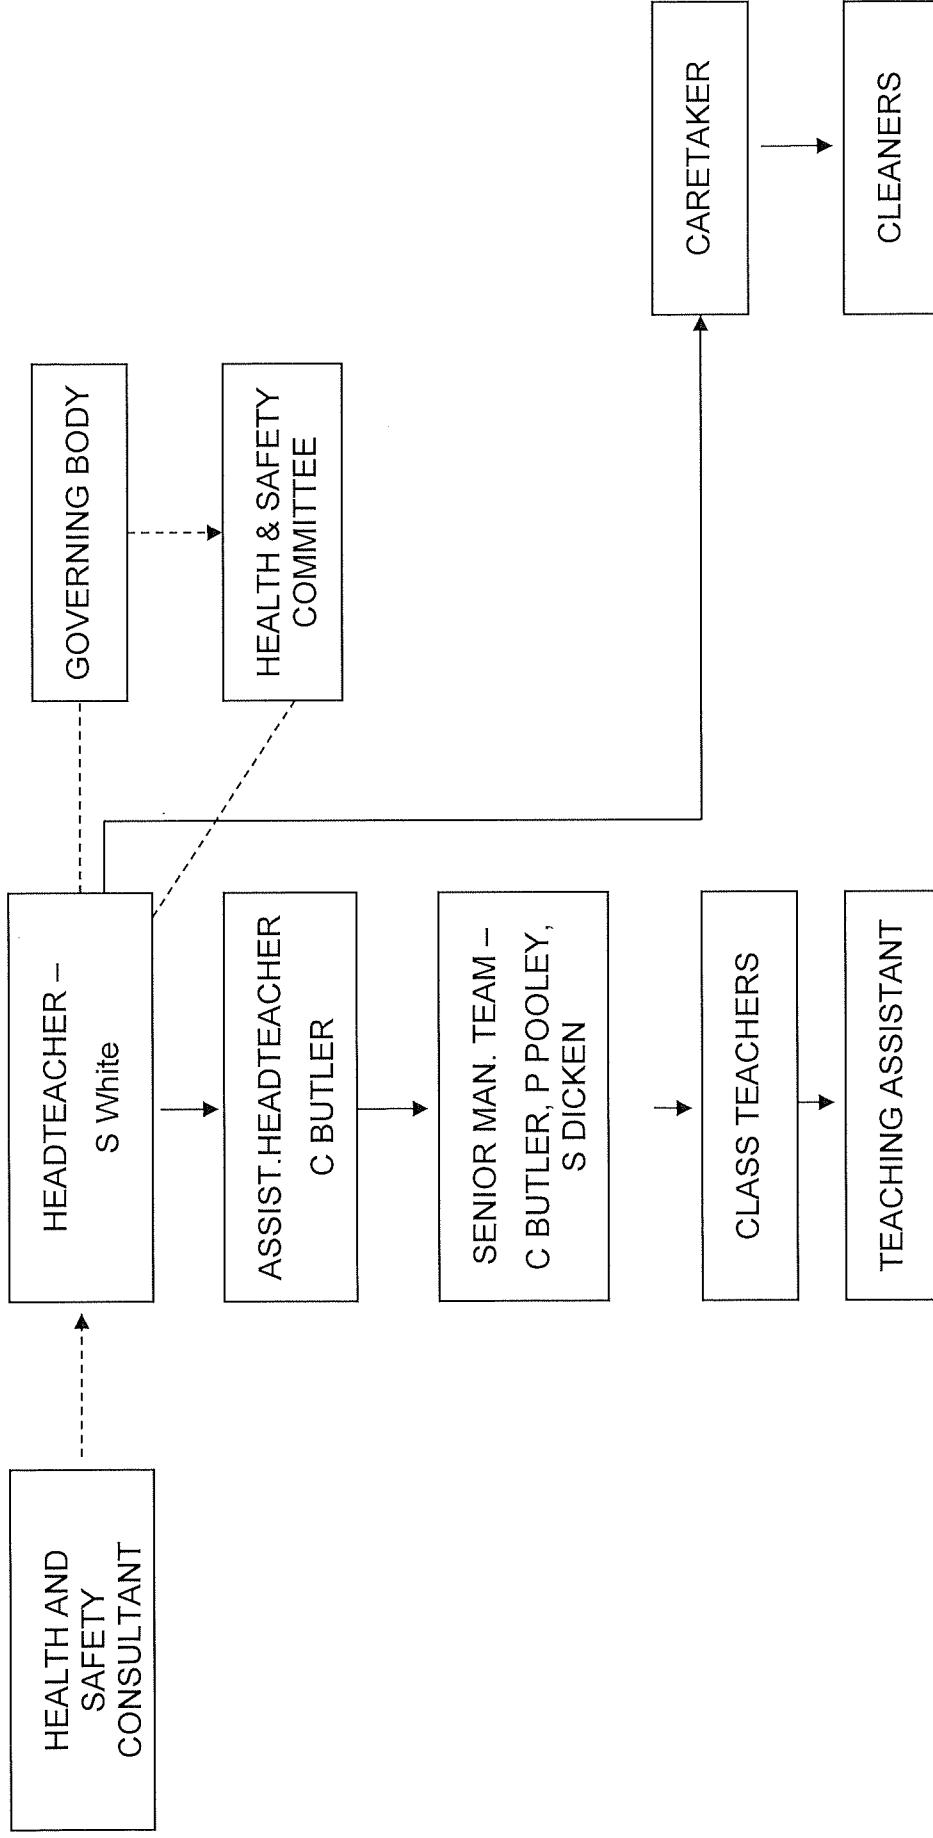 HEALTH AND
SAFETY
CONSULTANT
HEADTEACHER –
S White
GOVERNING BODY
HEALTH & SAFETY
COMMITTEE
ASSIST.HEADTEACHER
C BUTLER
SENIOR MAN. TEAM –
C BUTLER, P POOLEY,
S DICKEN
CLASS TEACHERS
TEACHING ASSISTANT
CARETAKER
CLEANERS